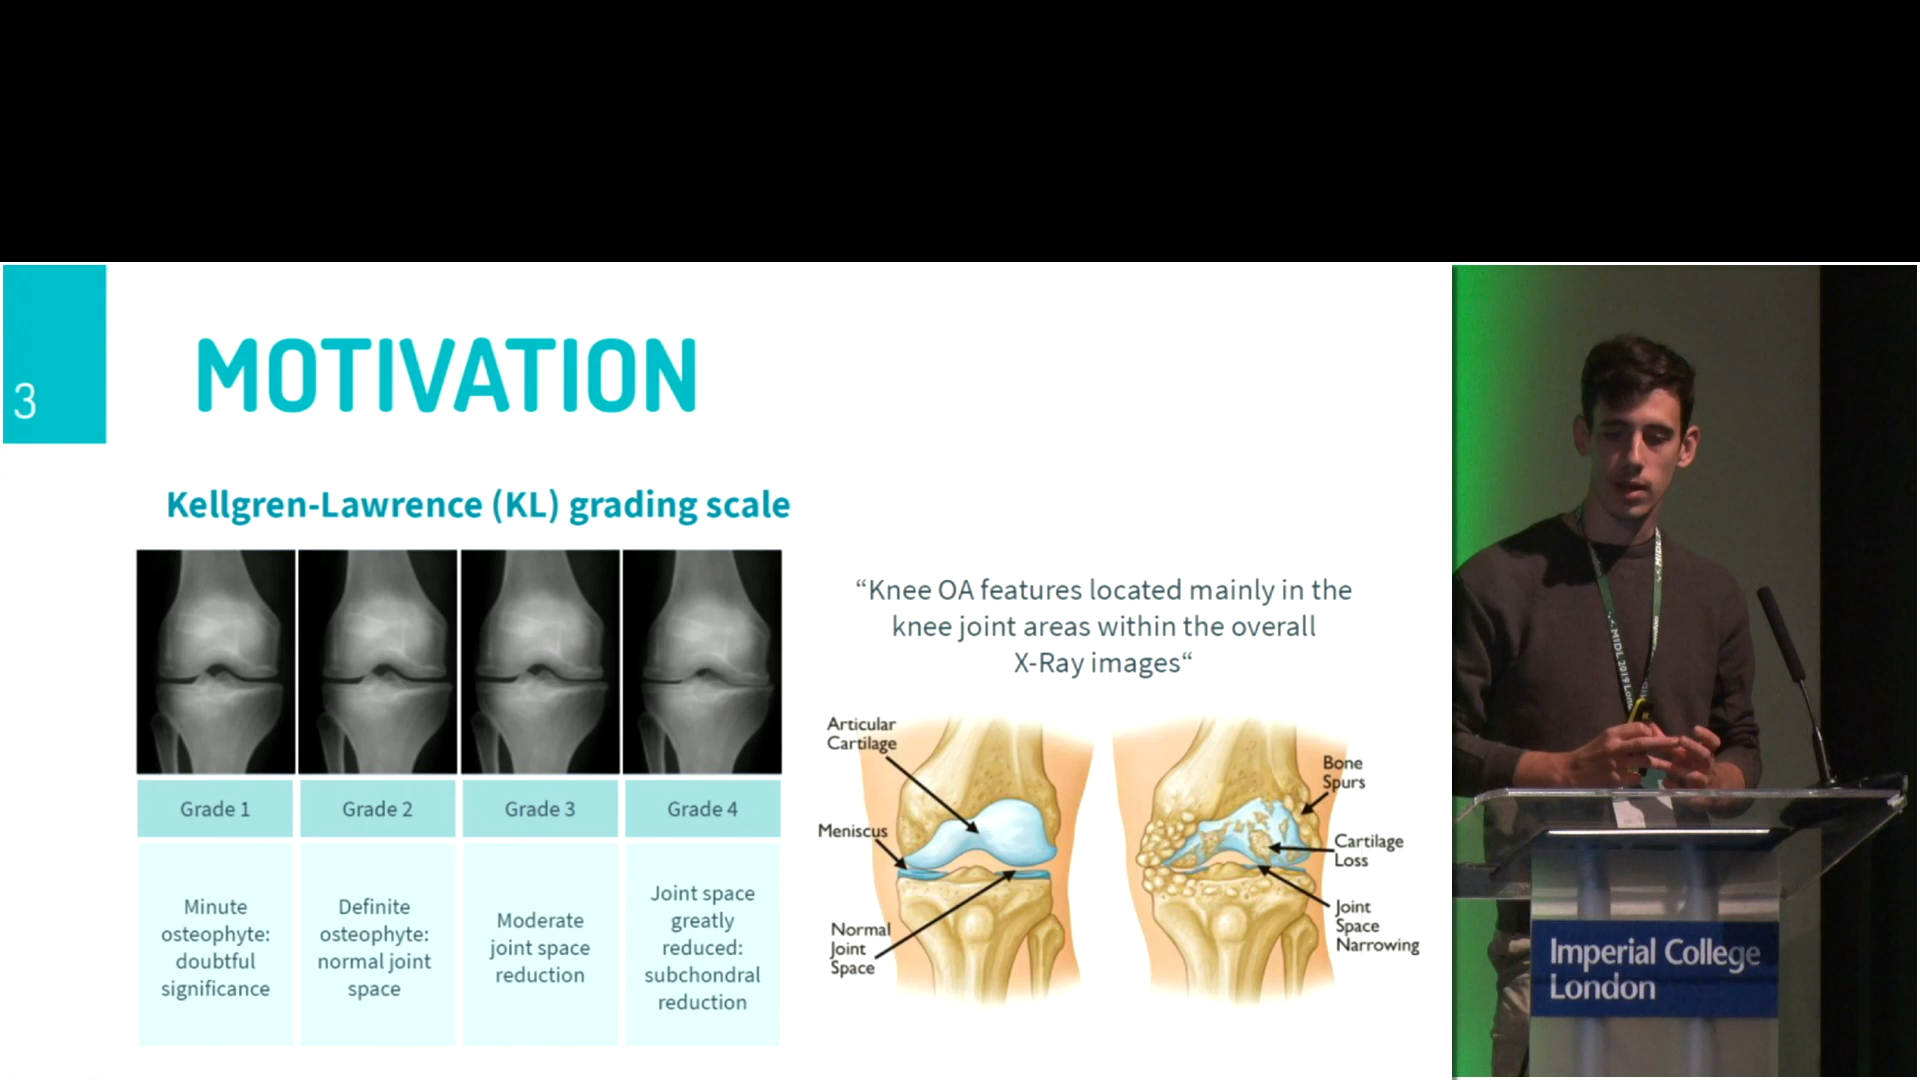 3
MOTIVATION
Kellgren-Lawrence (KL) grading scale
Grade 1
Grade 2
Grade 3
Grade 4
Minute
osteophyte:
doubtful
significance
Definite
osteophyte:
normal joint
space
Moderate
joint space
reduction
Joint space
greatly
reduced:
subchondral
reduction
“Knee OA features located mainly in the
knee joint areas within the overall
X-Ray images“
Articular
Cartilage
Meniscus
Normal
Joint
Space
Bone
Spurs
Cartilage
Loss
Joint
Space
Narrowing
MIDL 2019
MIDL
Imperial College
London